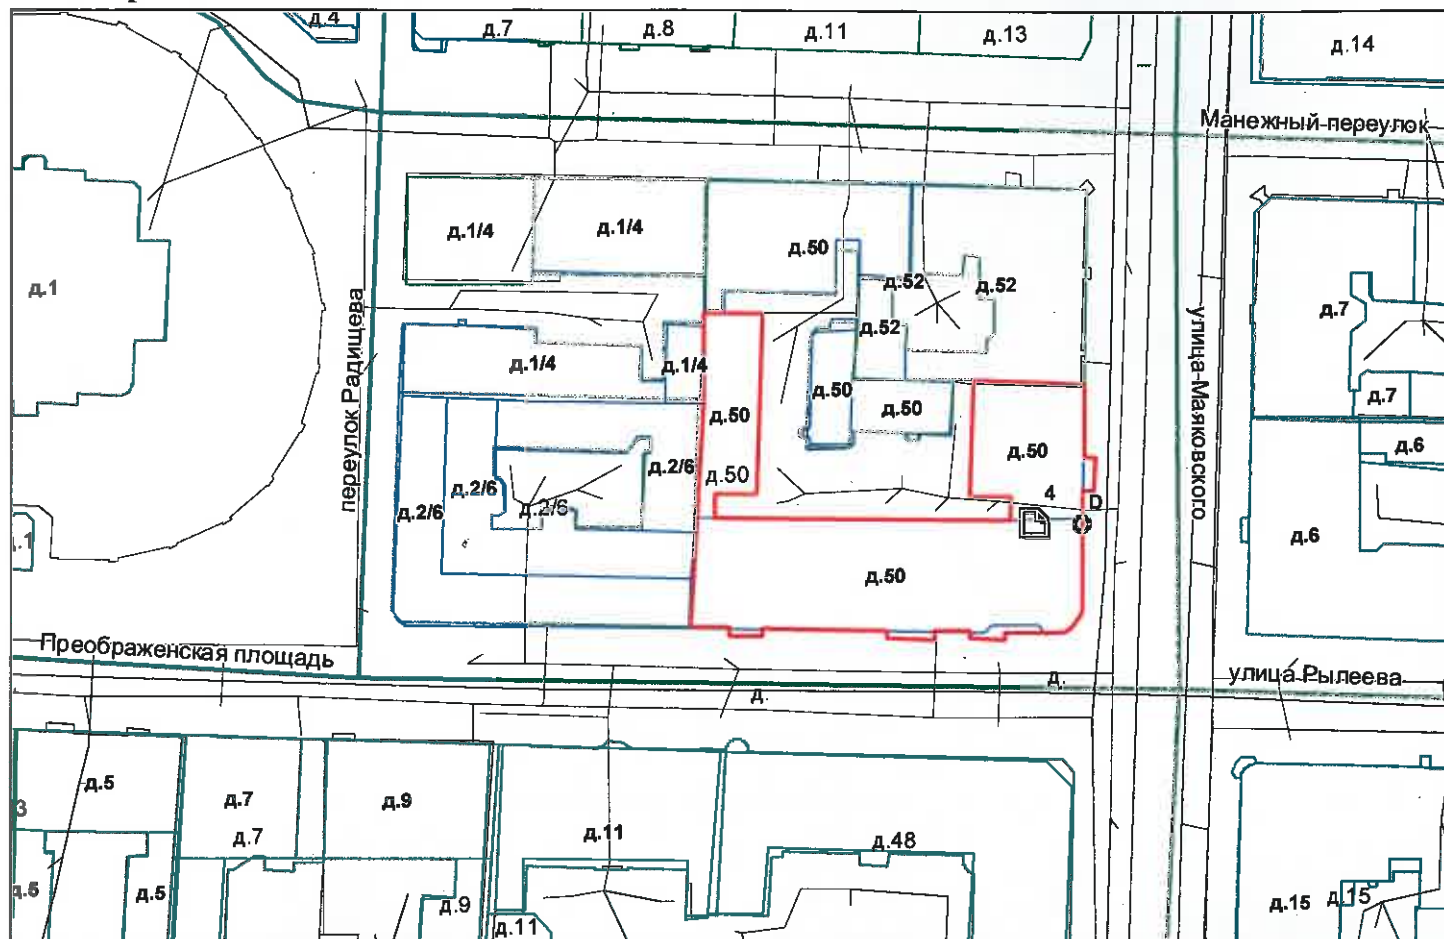 д.4
д.7
д.8
д.11
д.13
д.14
Манежный переулок
д.1/4
д.1/4
д.50
д.52
д.52
д.1
переулок Радищева
улица Маяковского
д.7
д.52
д.1/4
д.1/4
д.50
д.50
д.50
д.7
д.6
д.50
д.2/6
д.50
д.2/6
д.2/6
д.2/6
4
D
д.6
д.50
Преображенская площадь
улица Рылеева
д.
д.
д.5
д.7
д.9
3
д.7
д.11
д.48
д.5
д.5
д.9
д.11
д.15
д.15